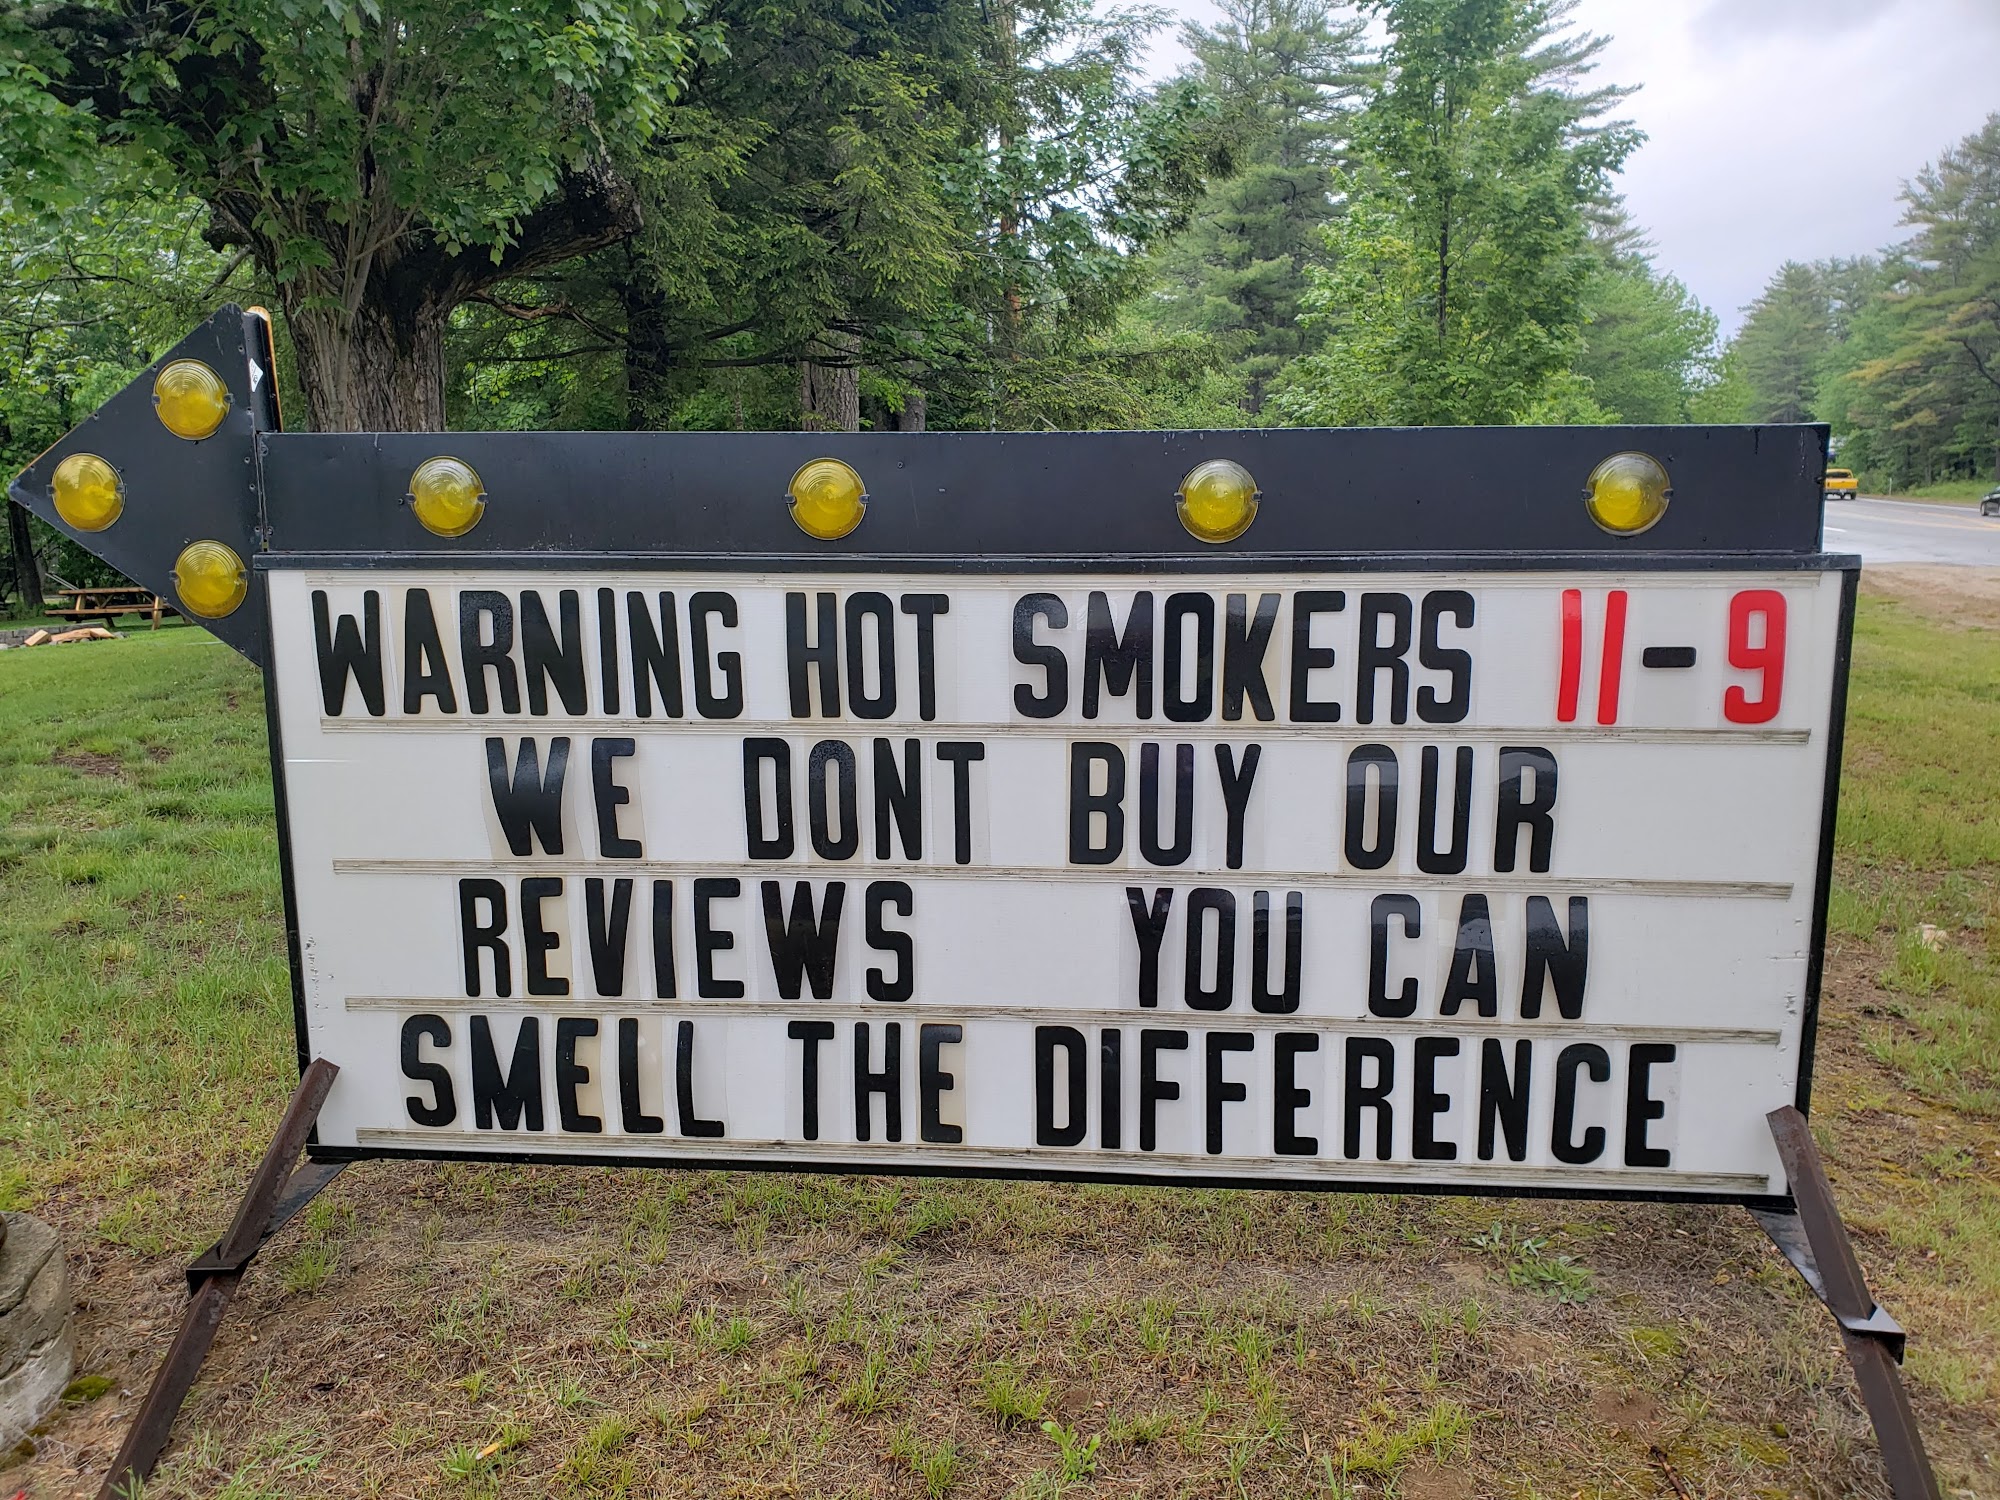 WARNING HOT SMOKERS 11-9
WE DONT BUY OUR
REVIEWS YOU CAN
SMELL THE DIFFERENCE